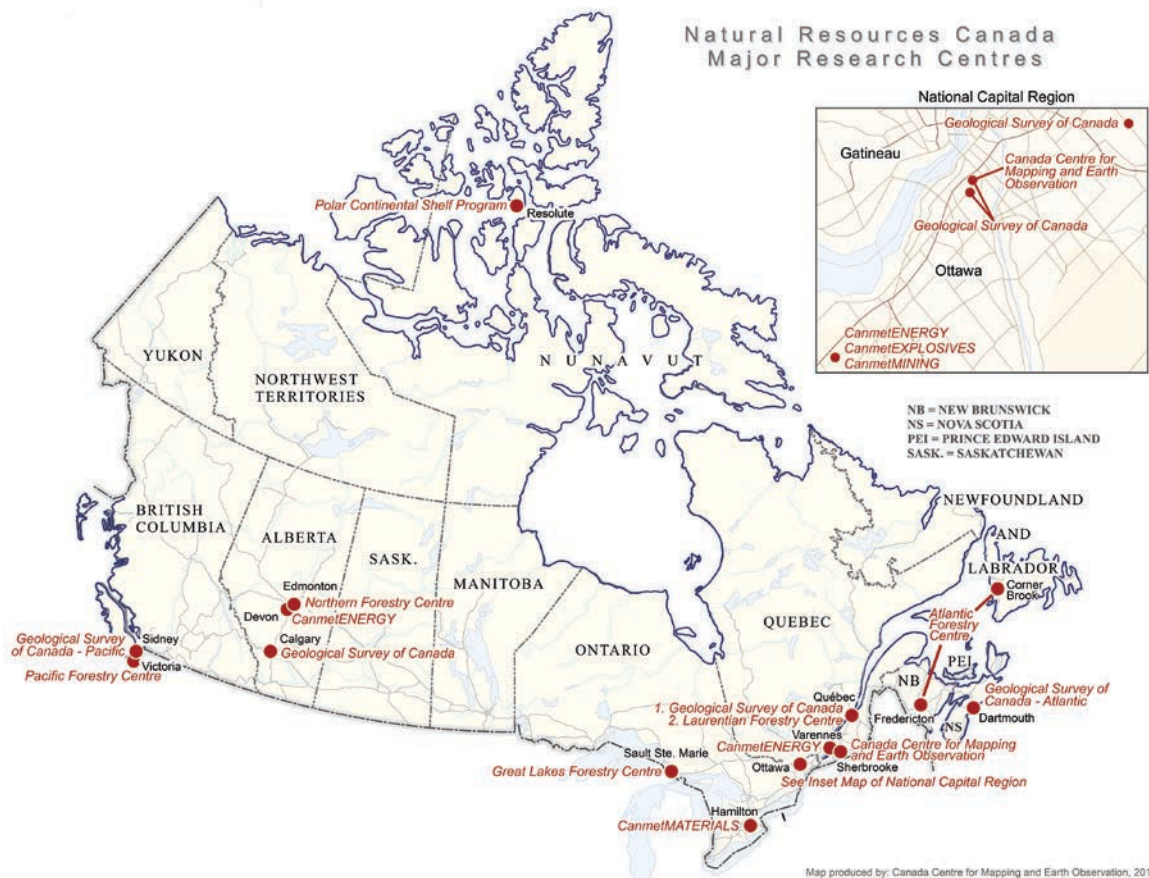 Natural Resources Canada
Major Research Centres
National Capital Region
Geological Survey of Canada
Gatineau
Canada Centre for
Mapping and Earth
Observation
Geological Survey of Canada
Ottawa
CanmetENERGY
CanmetEXPLOSIVES
CanmetMINING
NB = NEW BRUNSWICK
NS = NOVA SCOTIA
PEI = PRINCE EDWARD ISLAND
SASK. = SASKATCHEWAN
Polar Continental Shelf Program
Resolute
YUKON
NORTHWEST
TERRITORIES
NUNAVUT
BRITISH
COLUMBIA
ALBERTA
SASK.
MANITOBA
ONTARIO
QUEBEC
NEWFOUNDLAND
AND
LABRADOR
Corner
Brook
Atlantic
Forestry
Centre
Edmonton
Northern Forestry Centre
Devon
CanmetENERGY
Calgary
Geological Survey of Canada
Geological Survey
of Canada - Pacific
Sidney
Victoria
Pacific Forestry Centre
PEI
NB
NS
Fredericton
Geological Survey of
Canada - Atlantic
Dartmouth
Québec
1. Geological Survey of Canada
2. Laurentian Forestry Centre
Varennes
CanmetENERGY
Canada Centre for Mapping
and Earth Observation
Sherbrooke
Ottawa
See Inset Map of National Capital Region
Sault Ste. Marie
Great Lakes Forestry Centre
Hamilton
CanmetMATERIALS
Map produced by: Canada Centre for Mapping and Earth Observation, 201